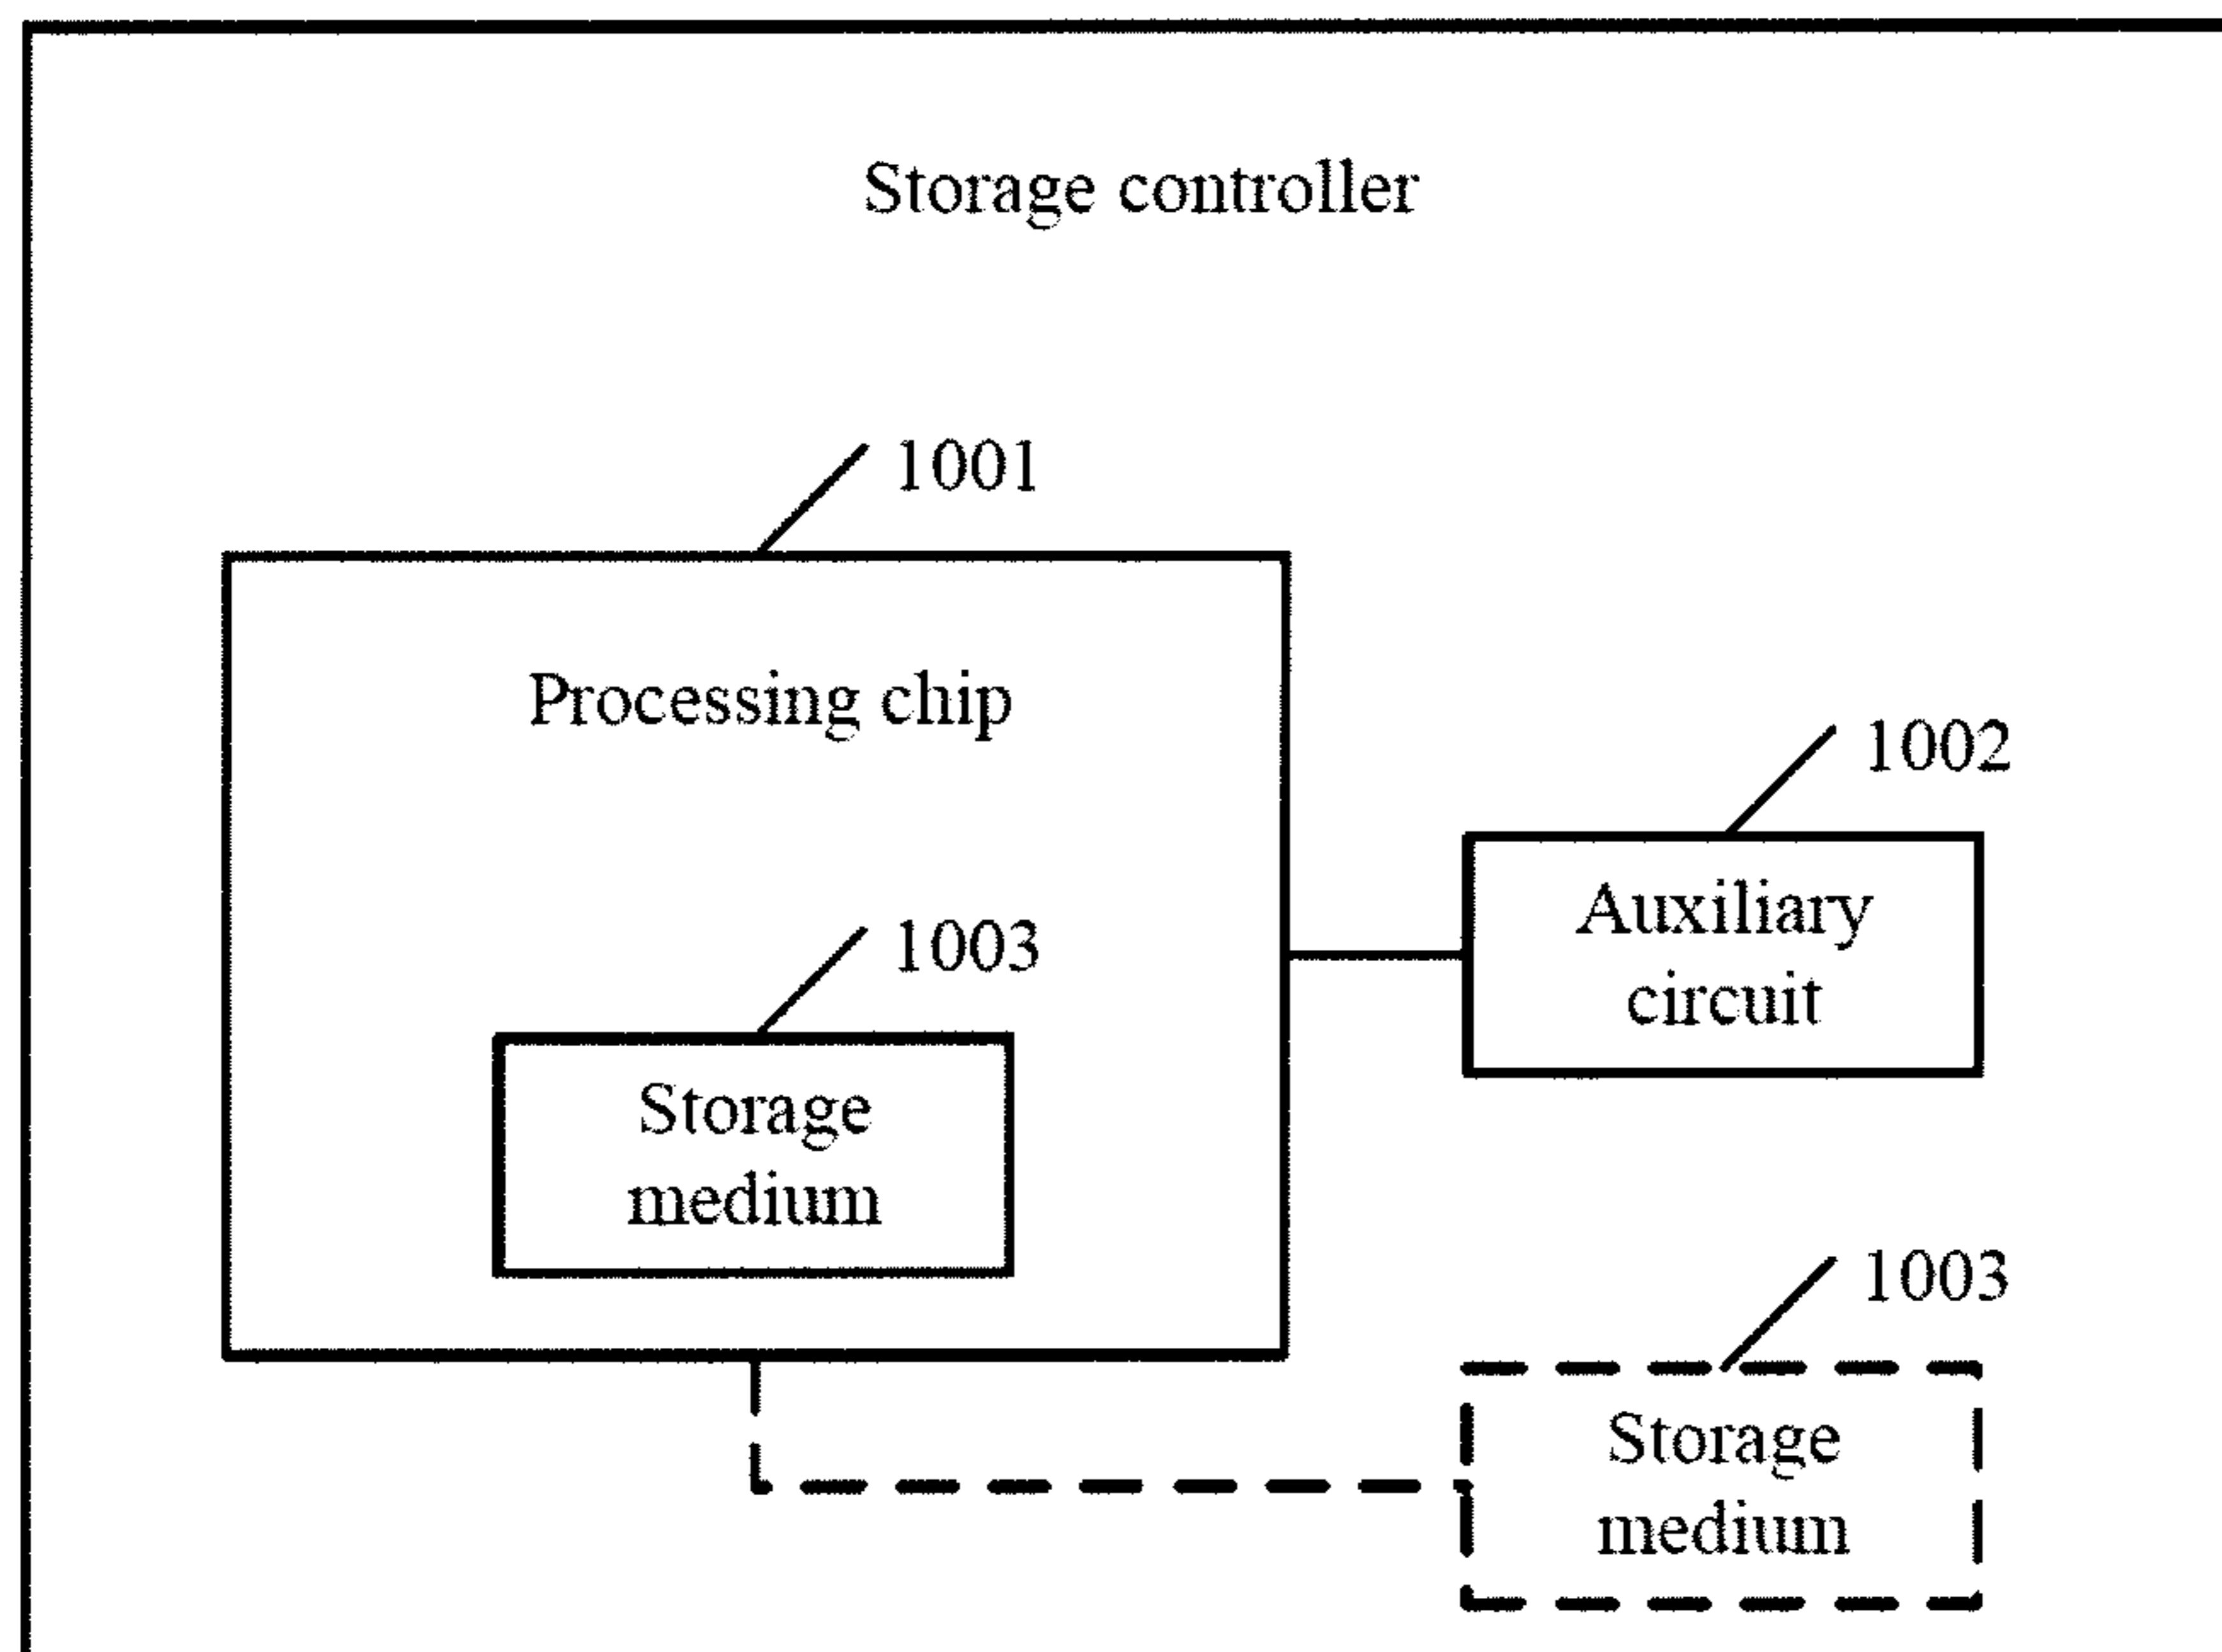 Storage controller
1001
Processing chip
1002
Auxiliary
circuit
1003
Storage
medium
1003
Storage
medium